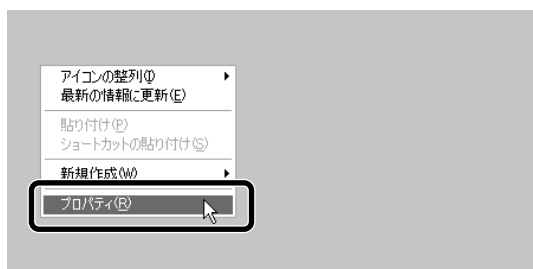 アイコンの整列(I)
最新の情報に更新(E)
貼り付け(P)
ショートカットの貼り付け(S)
新規作成(W)
プロパティ(R)